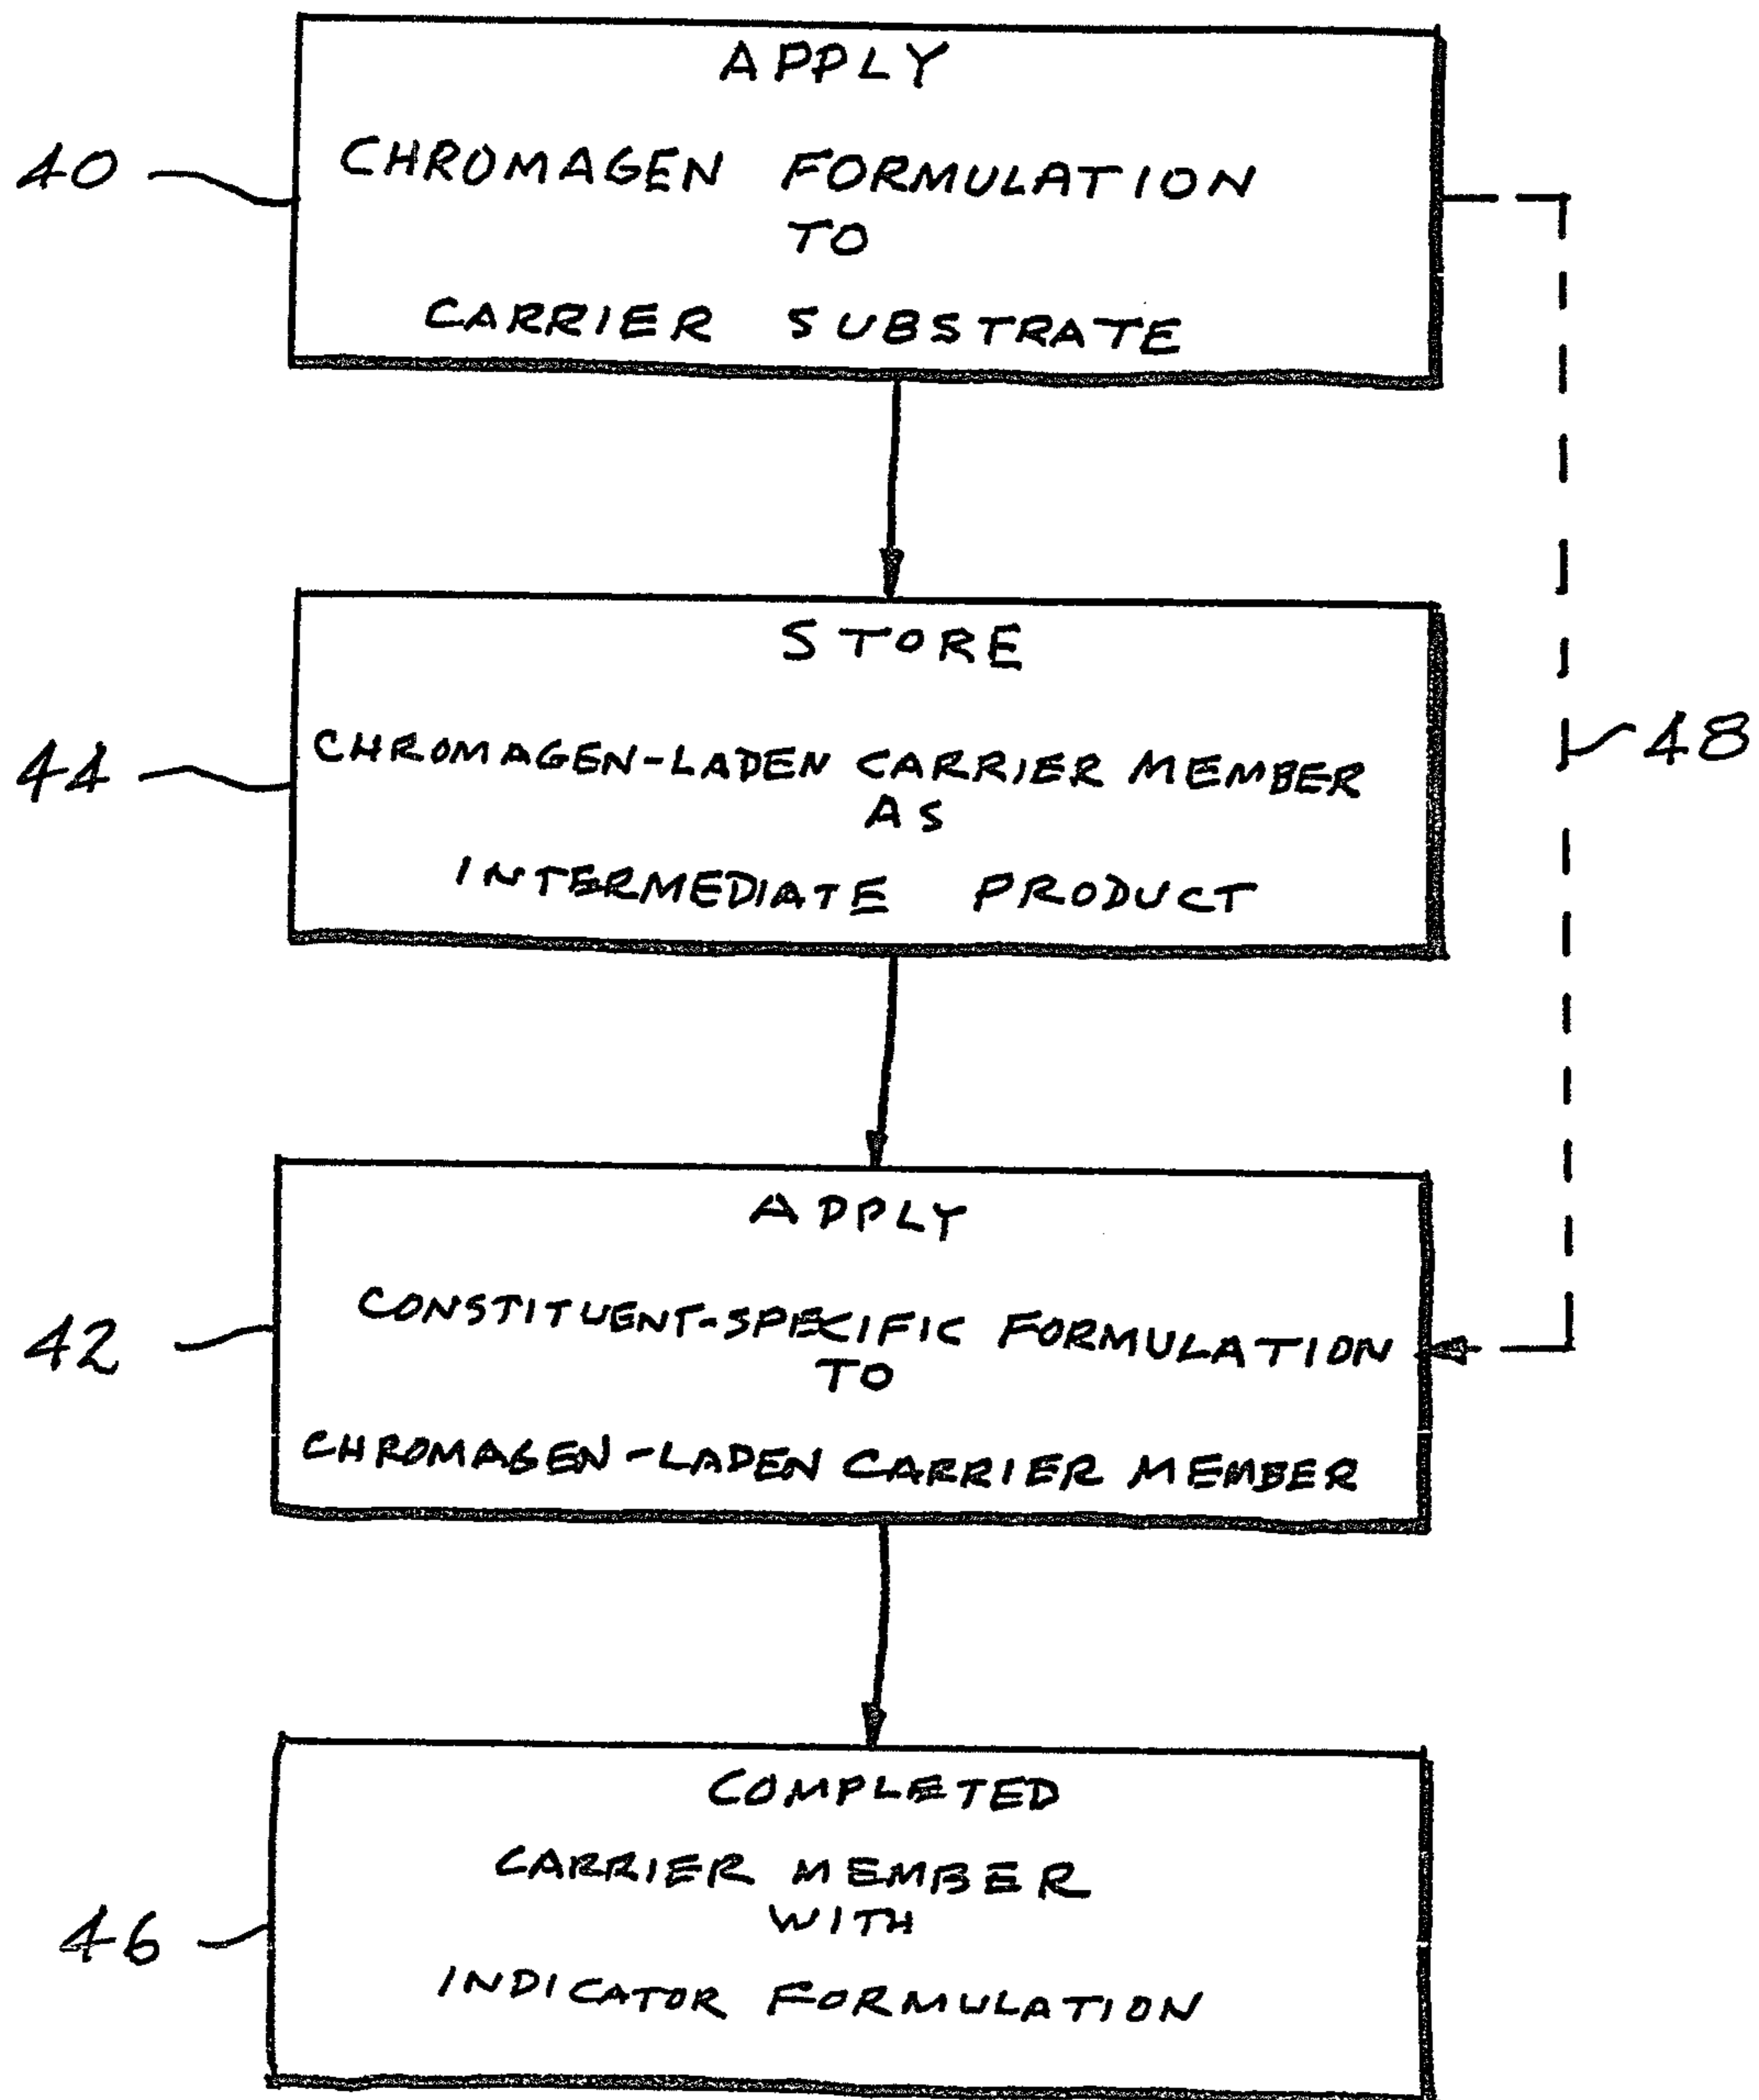 APPLY
40
CHROMAGEN FORMULATION
TO
CARRIER SUBSTRATE
STORE
44
CHROMAGEN-LADEN CARRIER MEMBER
AS
INTERMEDIATE PRODUCT
48
APPLY
42
CONSTITUENT-SPECIFIC FORMULATION
TO
CHROMAGEN-LADEN CARRIER MEMBER
COMPLETED
46
CARRIER MEMBER
WITH
INDICATOR FORMULATION